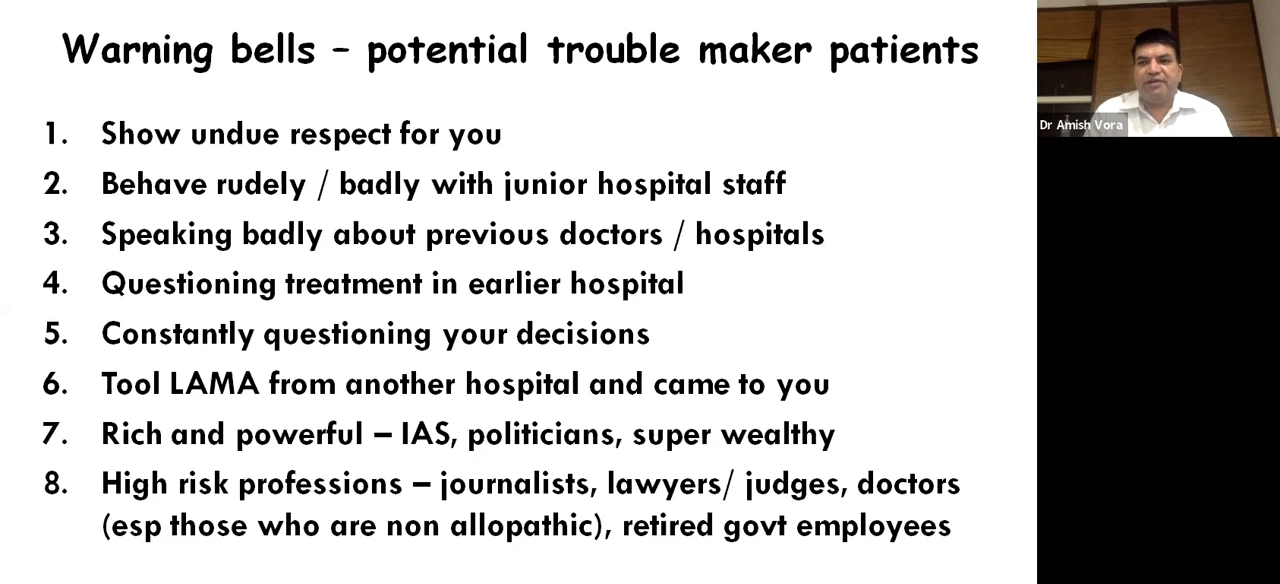 Warning bells – potential trouble maker patients
1. Show undue respect for you
2. Behave rudely / badly with junior hospital staff
3. Speaking badly about previous doctors / hospitals
4. Questioning treatment in earlier hospital
5. Constantly questioning your decisions
6. Tool LAMA from another hospital and came to you
7. Rich and powerful – IAS, politicians, super wealthy
8. High risk professions – journalists, lawyers/ judges, doctors
(esp those who are non allopathic), retired govt employees
Dr Amish Vora